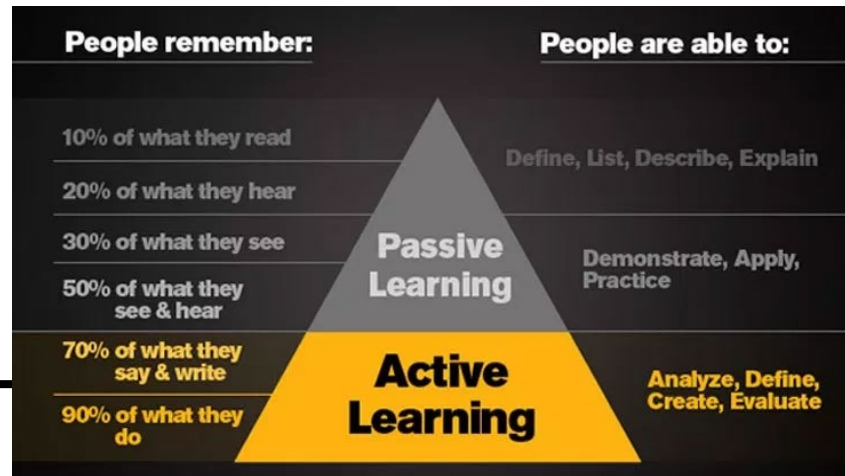 People remember:
People are able to:
10% of what they read
20% of what they hear
Define, List, Describe, Explain
30% of what they see
50% of what they
see & hear
Passive
Learning
Demonstrate, Apply,
Practice
70% of what they
say & write
90% of what they
do
Active
Learning
Analyze, Define,
Create, Evaluate